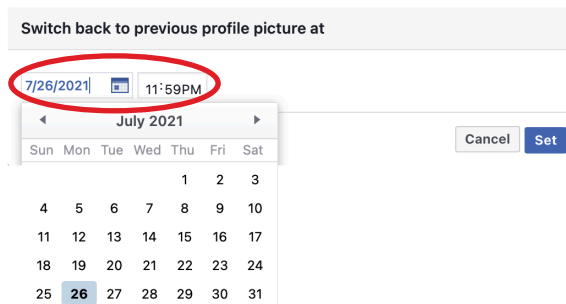 Switch back to previous profile picture at
7/26/2021 11:59PM
July 2021
Cancel Set
Sun Mon Tue Wed Thu Fri Sat
1 2 3
4 5 6 7 8 9 10
11 12 13 14 15 16 17
18 19 20 21 22 23 24
25 26 27 28 29 30 31